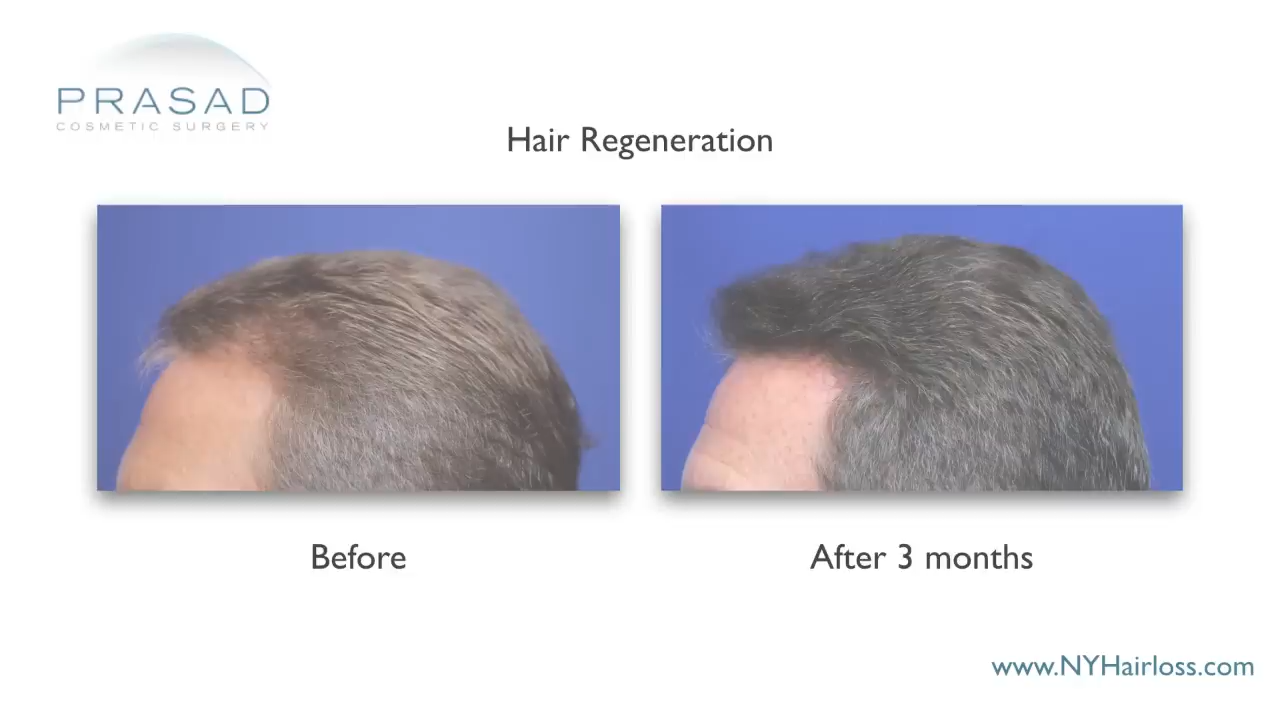 PRASAD
COSMETIC SURGERY
Hair Regeneration
Before
After 3 months
www.NYHairloss.com